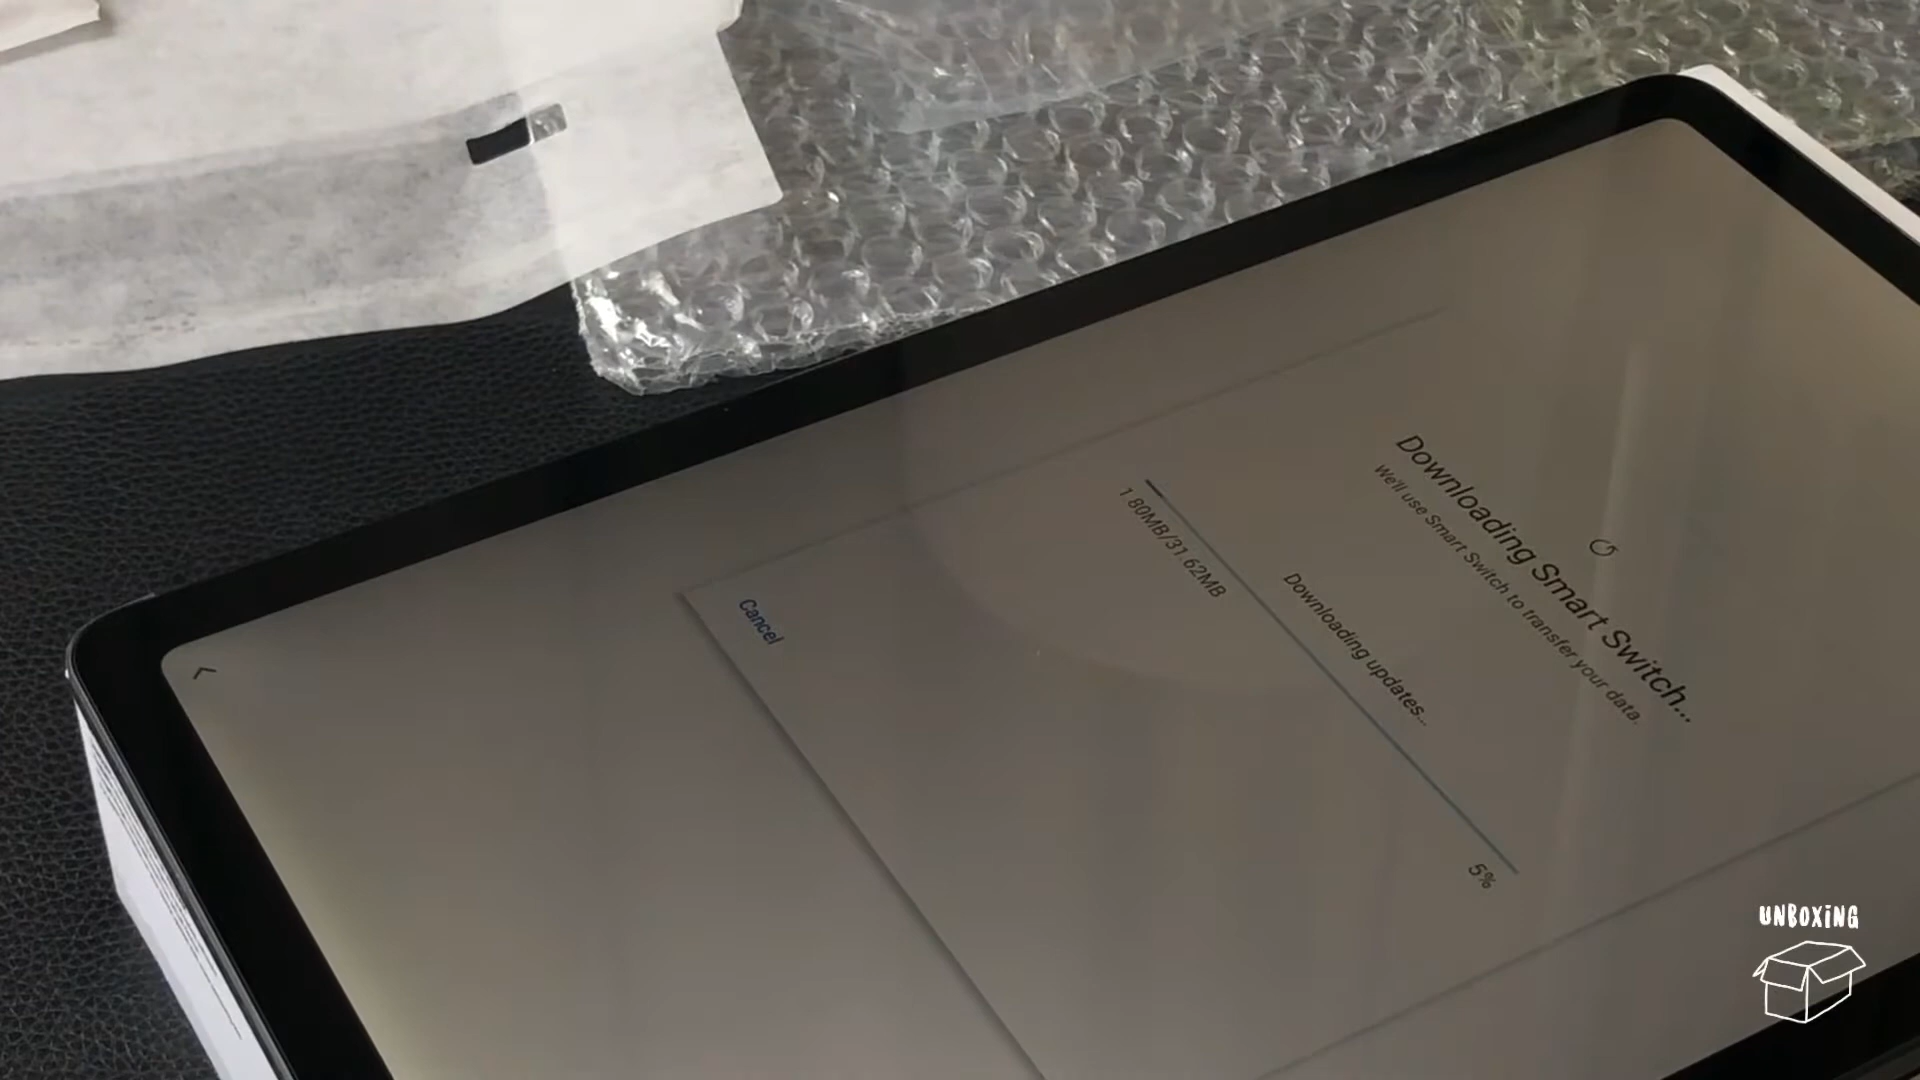 Downloading Smart Switch...
We'll use Smart Switch to transfer your data.
Downloading updates...
5%
1.80MB/31.62MB
Cancel
UNBOXING